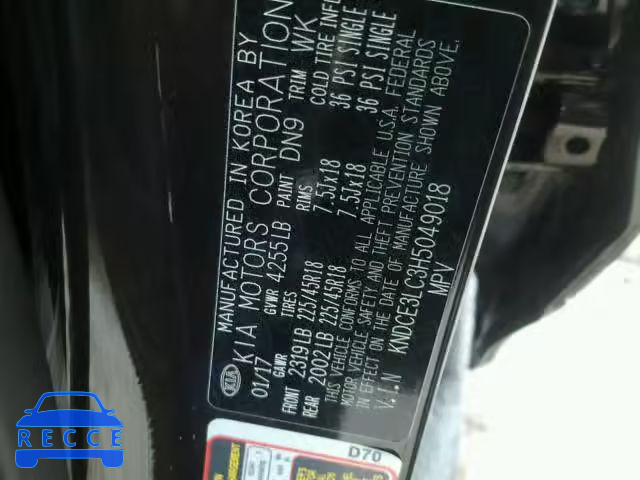 MANUFACTURED IN KOREA BY
KIA MOTORS CORPORATION
01/17 GVWR 4255LB PAINT DN9 TRIM WK
GAWR TIRES RIMS COLD TIRE INFL
FRONT 2319LB 225/45R18 7.5Jx18 36 PSI SINGLE
REAR 2002LB 225/45R18 7.5Jx18 36 PSI SINGLE
THIS VEHICLE CONFORMS TO ALL APPLICABLE U.S.A. FEDERAL
MOTOR VEHICLE SAFETY AND THEFT PREVENTION STANDARDS
IN EFFECT ON THE DATE OF MANUFACTURE SHOWN ABOVE.
V.I.N KNDCE3LC3H5049018
MPV
KIA
D70
RECCE